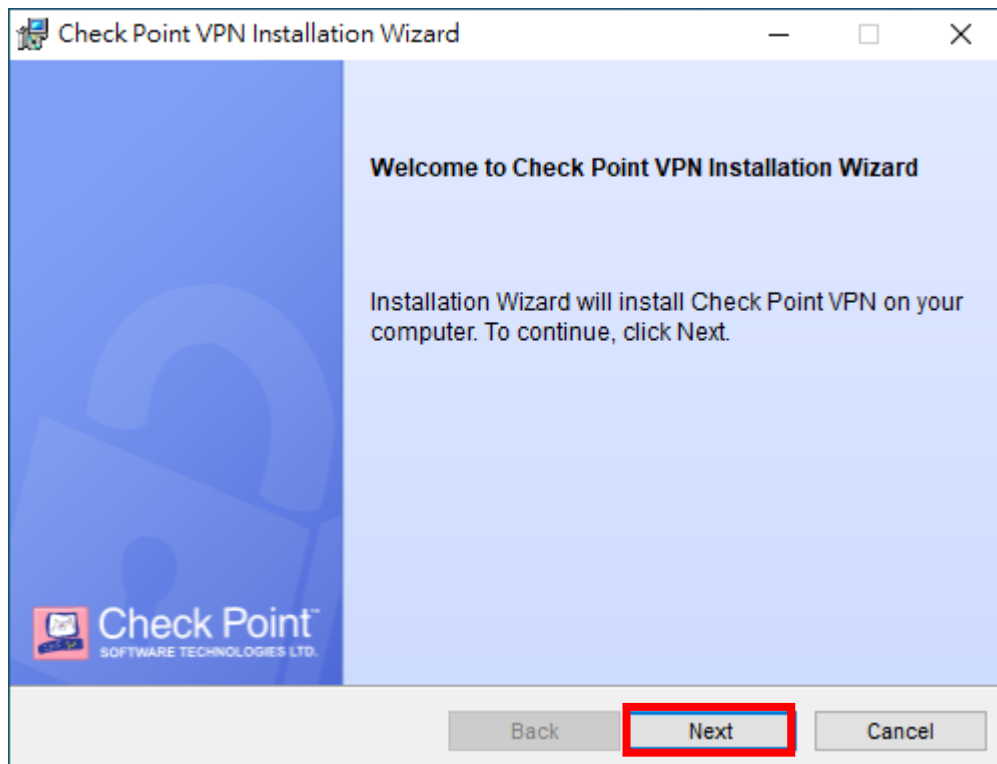 Check Point VPN Installation Wizard
Welcome to Check Point VPN Installation Wizard
Installation Wizard will install Check Point VPN on your
computer. To continue, click Next.
Check Point™
SOFTWARE TECHNOLOGIES LTD.
Back
Next
Cancel